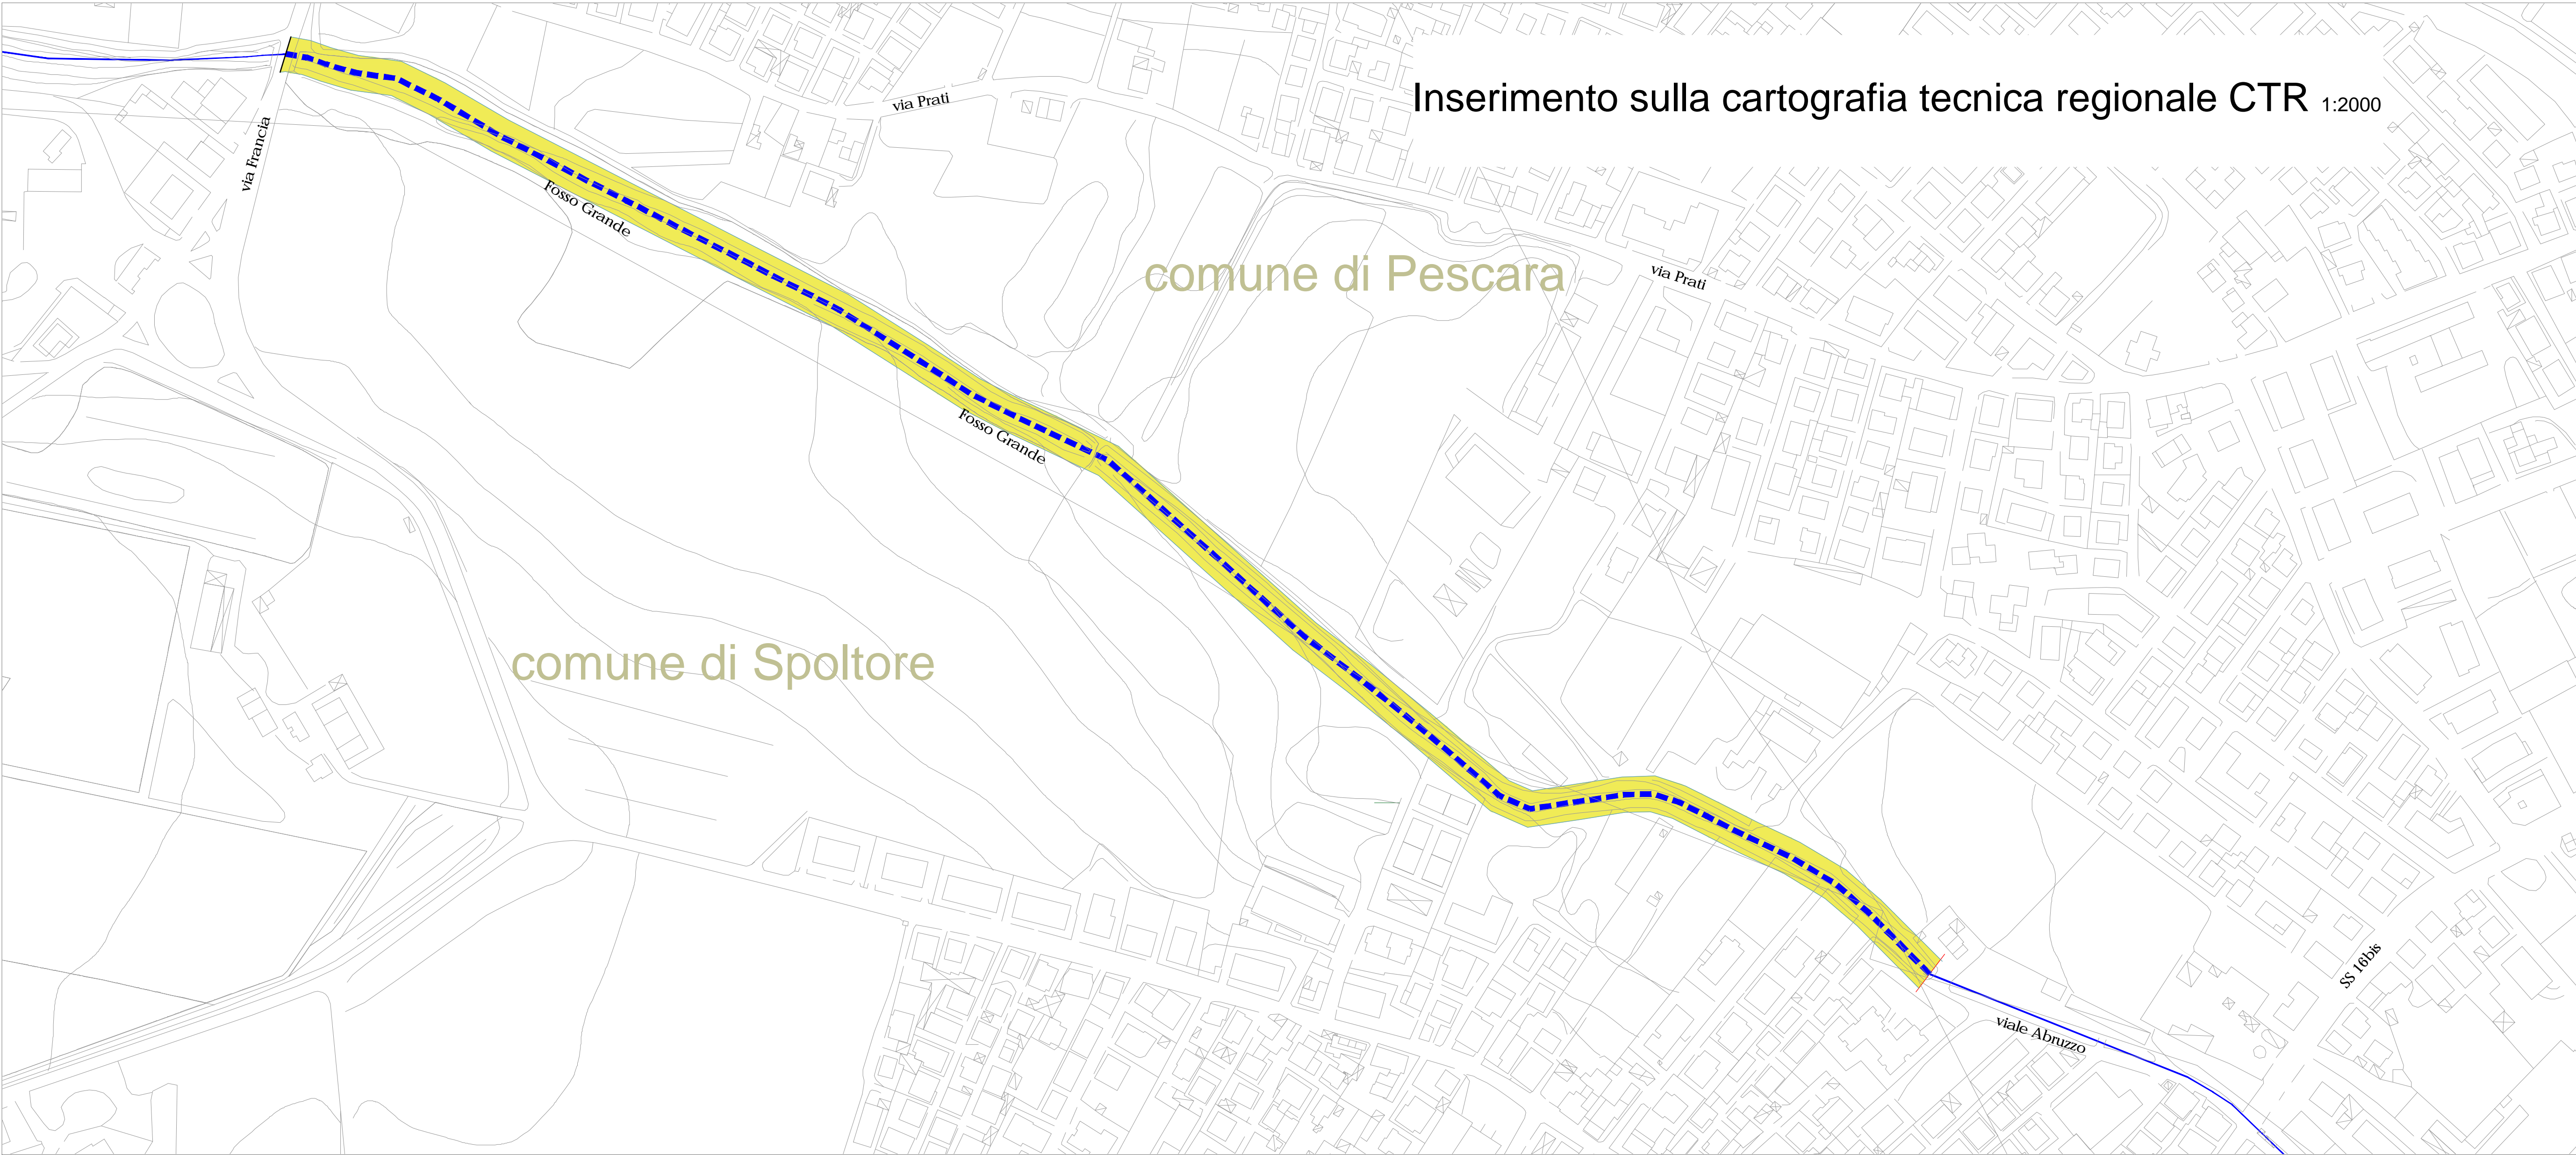 Inserimento sulla cartografia tecnica regionale CTR 1:2000
via Prati
via Francia
Fosso Grande
comune di Pescara
via Prati
Fosso Grande
comune di Spoltore
SS 16bis
viale Abruzzo